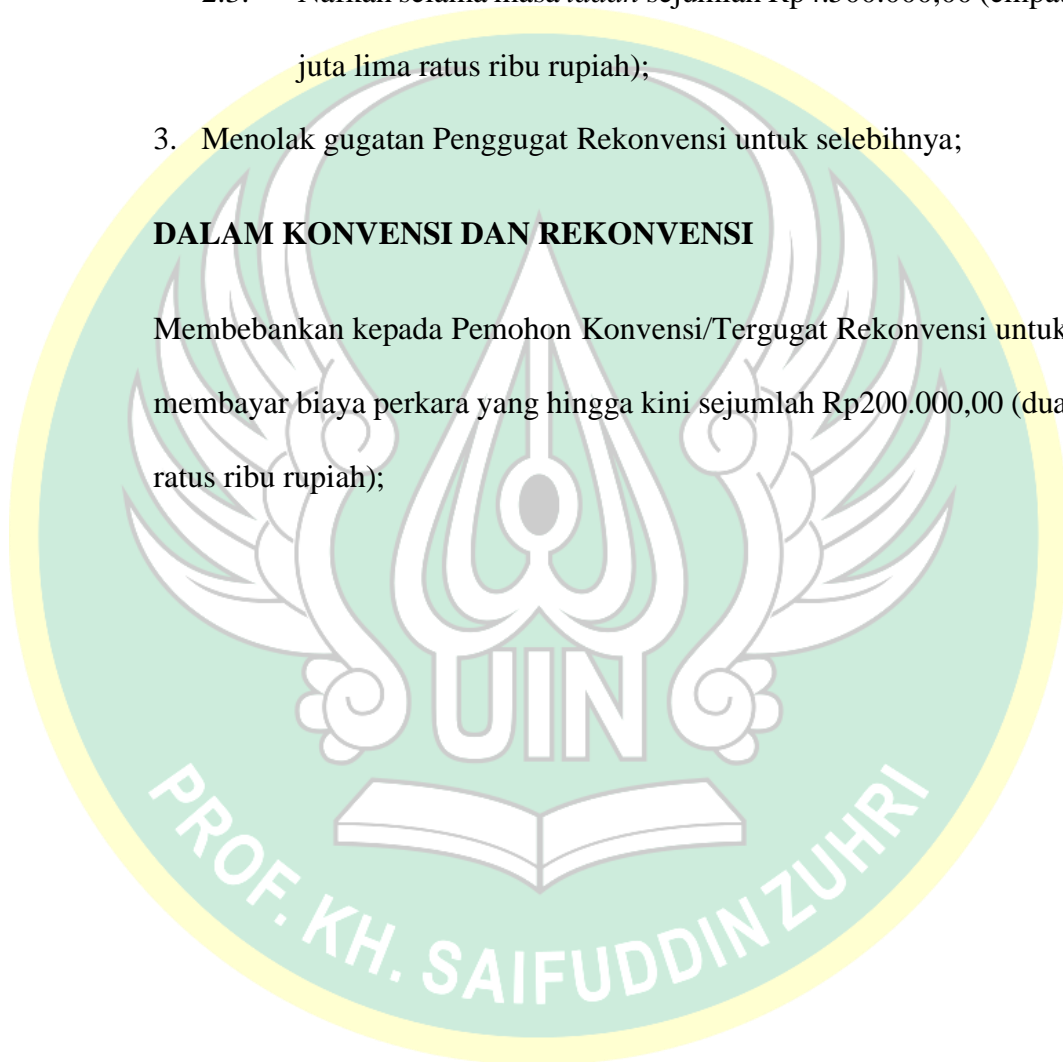 juta lima ratus ribu rupiah);
3. Menolak gugatan Penggugat Rekonvensi untuk selebihnya;
DALAM KONVENSI DAN REKONVENSI
Membebankan kepada Pemohon Konvensi/Tergugat Rekonvensi untuk
membayar biaya perkara yang hingga kini sejumlah Rp200.000,00 (dua
ratus ribu rupiah);
UIN
PROF. KH. SAIFUDDIN ZUHRI